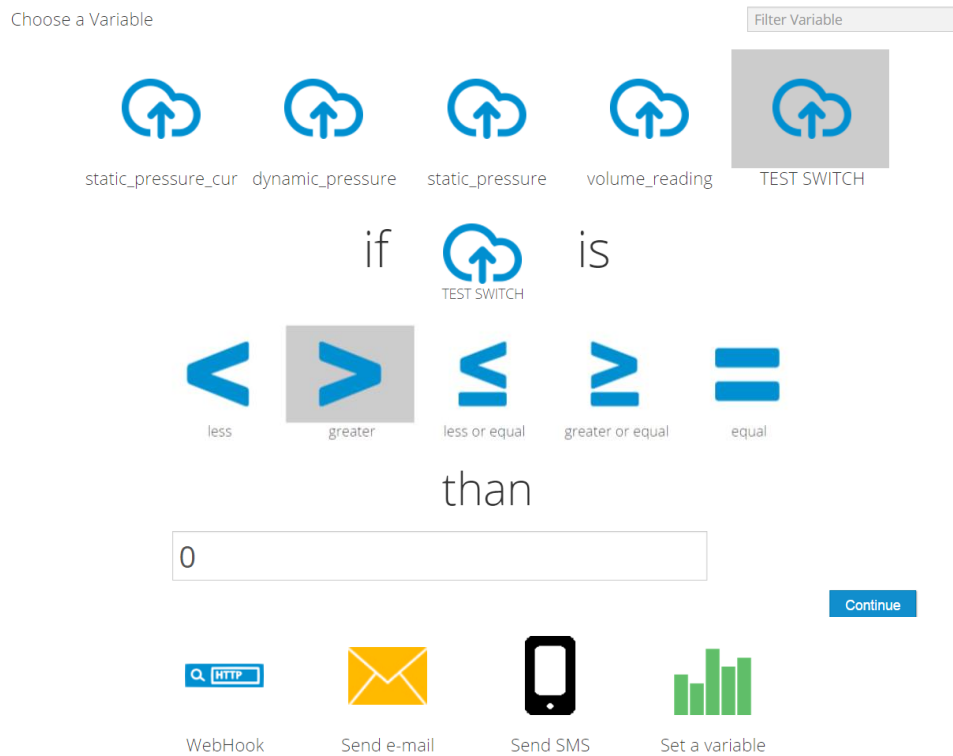 Choose a Variable
Filter Variable
static_pressure_cur
dynamic_pressure
static_pressure
volume_reading
TEST SWITCH
if
TEST SWITCH
is
less
greater
less or equal
greater or equal
equal
than
0
Continue
HTTP
WebHook
Send e-mail
Send SMS
Set a variable